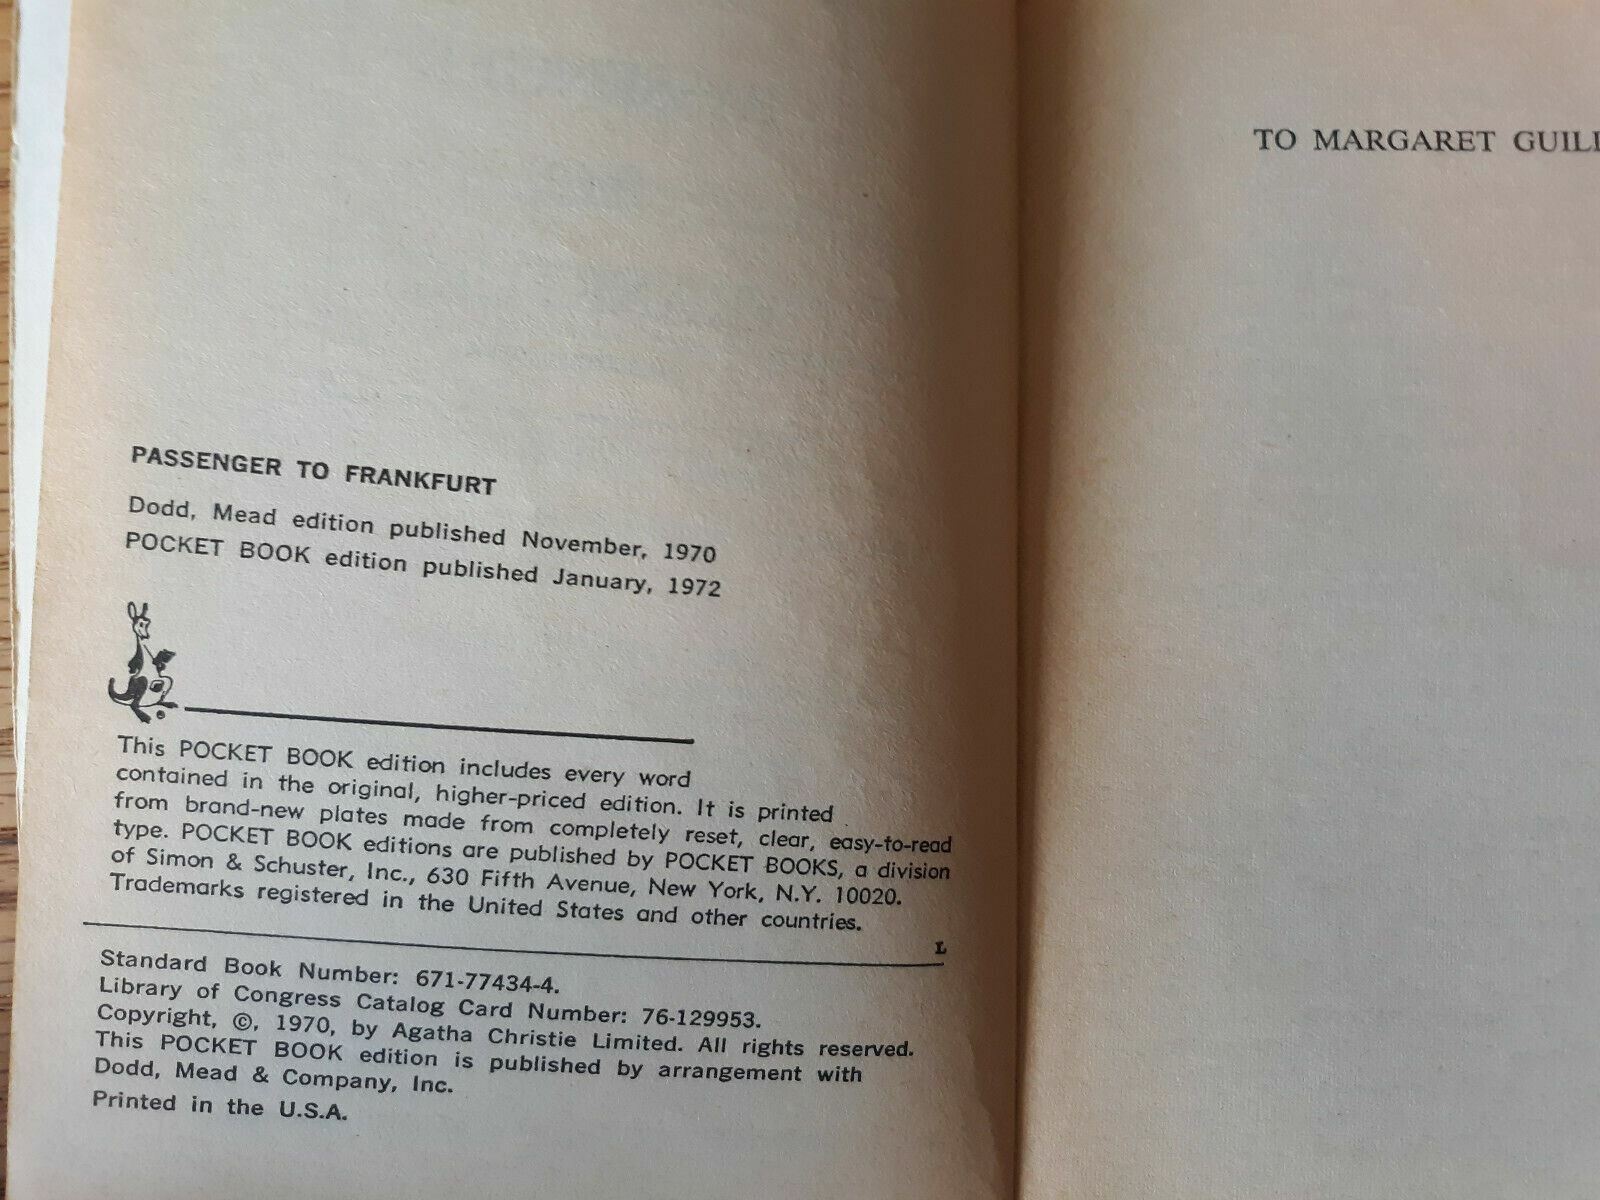 PASSENGER TO FRANKFURT
Dodd, Mead edition published November, 1970
POCKET BOOK edition published January, 1972
This POCKET BOOK edition includes every word
contained in the original, higher-priced edition. It is printed
from brand-new plates made from completely reset, clear, easy-to-read
type. POCKET BOOK editions are published by POCKET BOOKS, a division
of Simon & Schuster, Inc., 630 Fifth Avenue, New York, N.Y. 10020.
Trademarks registered in the United States and other countries.
L
Standard Book Number: 671-77434-4.
Library of Congress Catalog Card Number: 76-129953.
Copyright, ©, 1970, by Agatha Christie Limited. All rights reserved.
This POCKET BOOK edition is published by arrangement with
Dodd, Mead & Company, Inc.
Printed in the U.S.A.
TO MARGARET